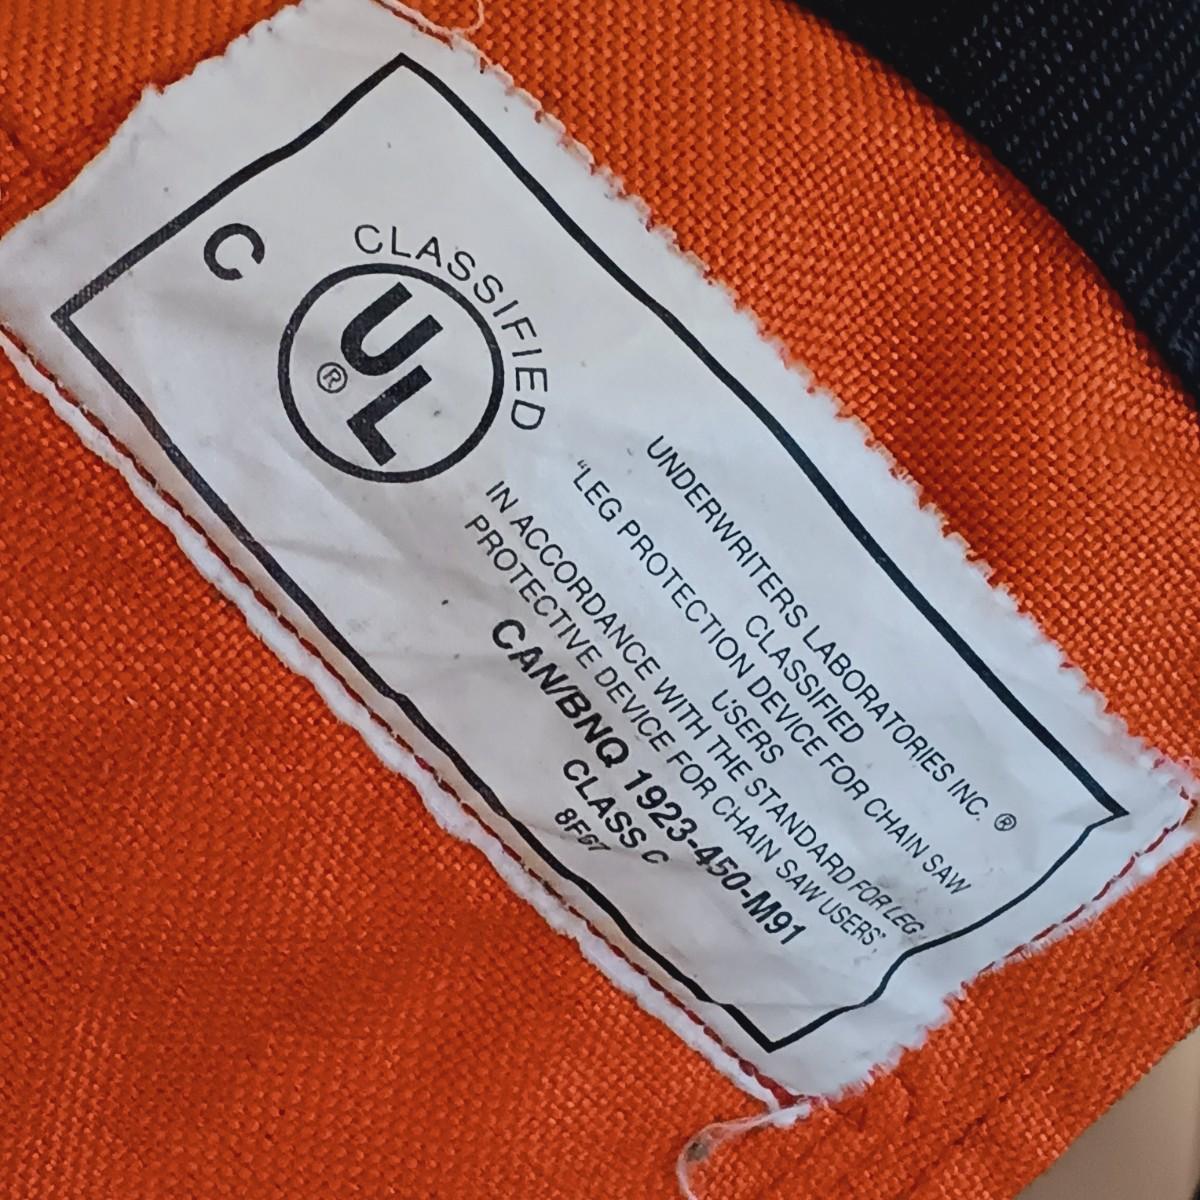 C
CLASSIFIED
UL®
UNDERWRITERS LABORATORIES INC. ®
CLASSIFIED
"LEG PROTECTION DEVICE FOR CHAIN SAW
USERS
IN ACCORDANCE WITH THE STANDARD FOR LEG
PROTECTIVE DEVICE FOR CHAIN SAW USERS",
CAN/BNQ 1923-450-M91
CLASS C
8F67